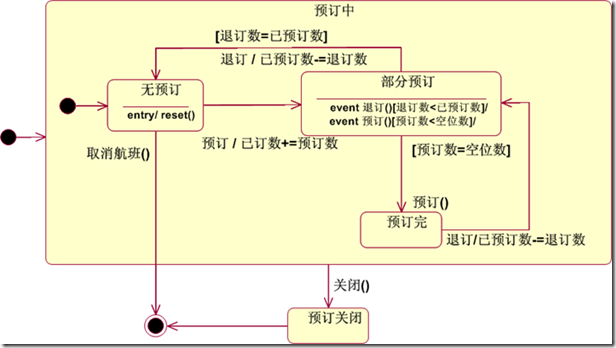 预订中
[退订数=已预订数]
退订 / 已预订数-=退订数
无预订
entry/ reset()
部分预订
event 退订()[退订数<已预订数]/
event 预订()[预订数<空位数]/
预订 / 已订数+=预订数
取消航班()
[预订数=空位数]
预订()
预订完
退订/已预订数-=退订数
关闭()
预订关闭